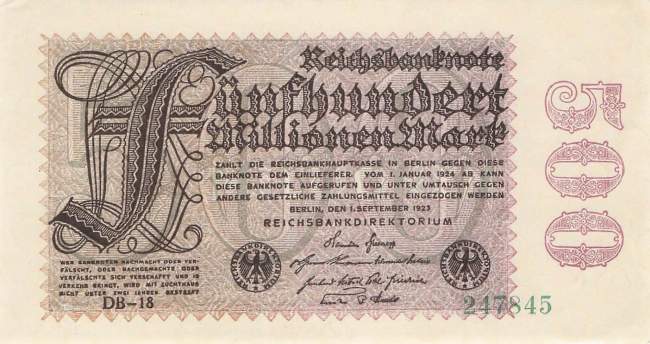 Reichsbanknote
Fünfhundert
Millionen Mark
ZAHLT DIE REICHSBANKHAUPTKASSE IN BERLIN GEGEN DIESE
BANKNOTE DEM EINLIEFERER. VOM 1. JANUAR 1924 AB KANN
DIESE BANKNOTE AUFGERUFEN UND UNTER UMTAUSCH GEGEN
ANDERE GESETZLICHE ZAHLUNGSMITTEL EINGEZOGEN WERDEN
BERLIN, DEN 1. SEPTEMBER 1923
REICHSBANKDIREKTORIUM
WER BANKNOTEN NACHMACHT ODER VER-
FÄLSCHT, ODER NACHGEMACHTE ODER
VERFÄLSCHTE SICH VERSCHAFFT UND IN
VERKEHR BRINGT, WIRD MIT ZUCHTHAUS
NICHT UNTER ZWEI JAHREN BESTRAFT
DB-18
REICHSBANKDIREKTORIUM
REICHSBANKDIREKTORIUM
247845
500